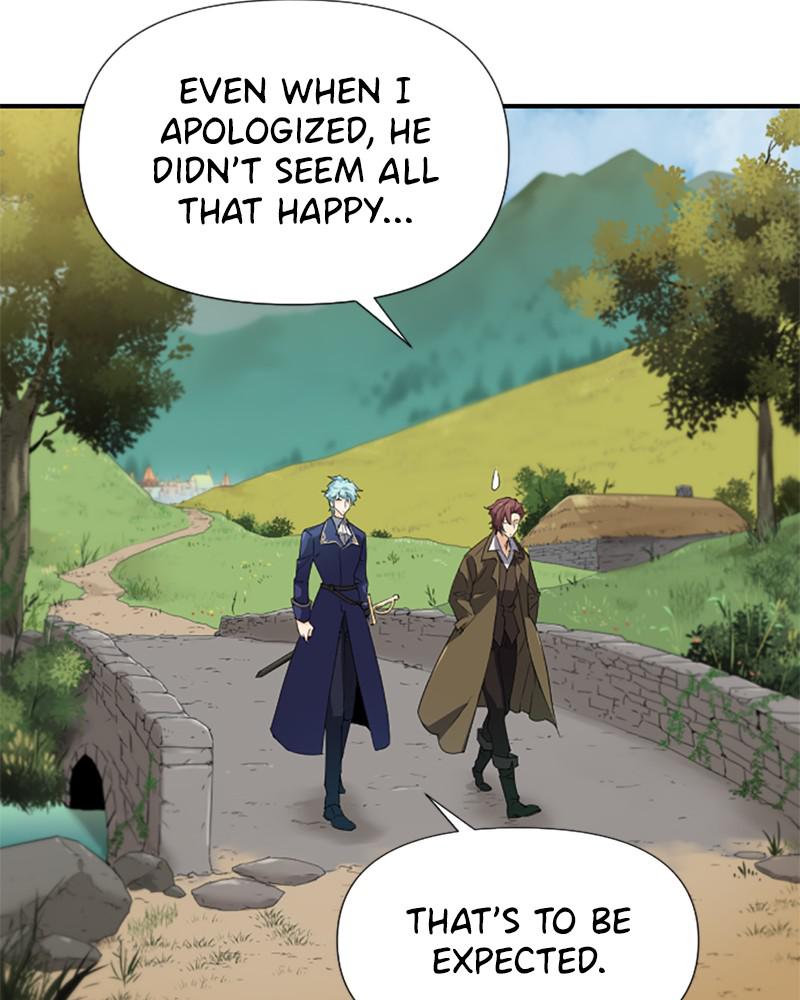 EVEN WHEN I
APOLOGIZED, HE
DIDN'T SEEM ALL
THAT HAPPY...
THAT'S TO BE
EXPECTED.